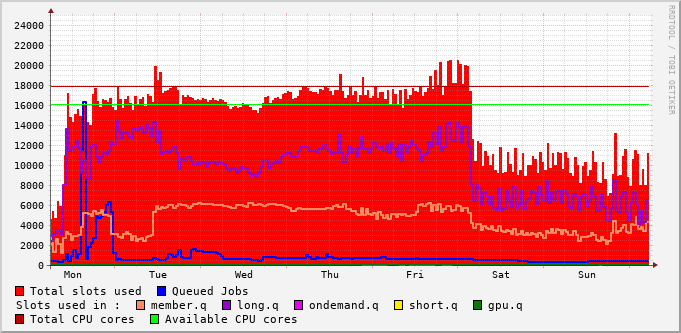 RRDTOOL / TOBI OETIKER
24000
22000
20000
18000
16000
14000
12000
10000
8000
6000
4000
2000
0
Mon Tue Wed Thu Fri Sat Sun
Total slots used Queued Jobs
Slots used in : member.q long.q ondemand.q short.q gpu.q
Total CPU cores Available CPU cores